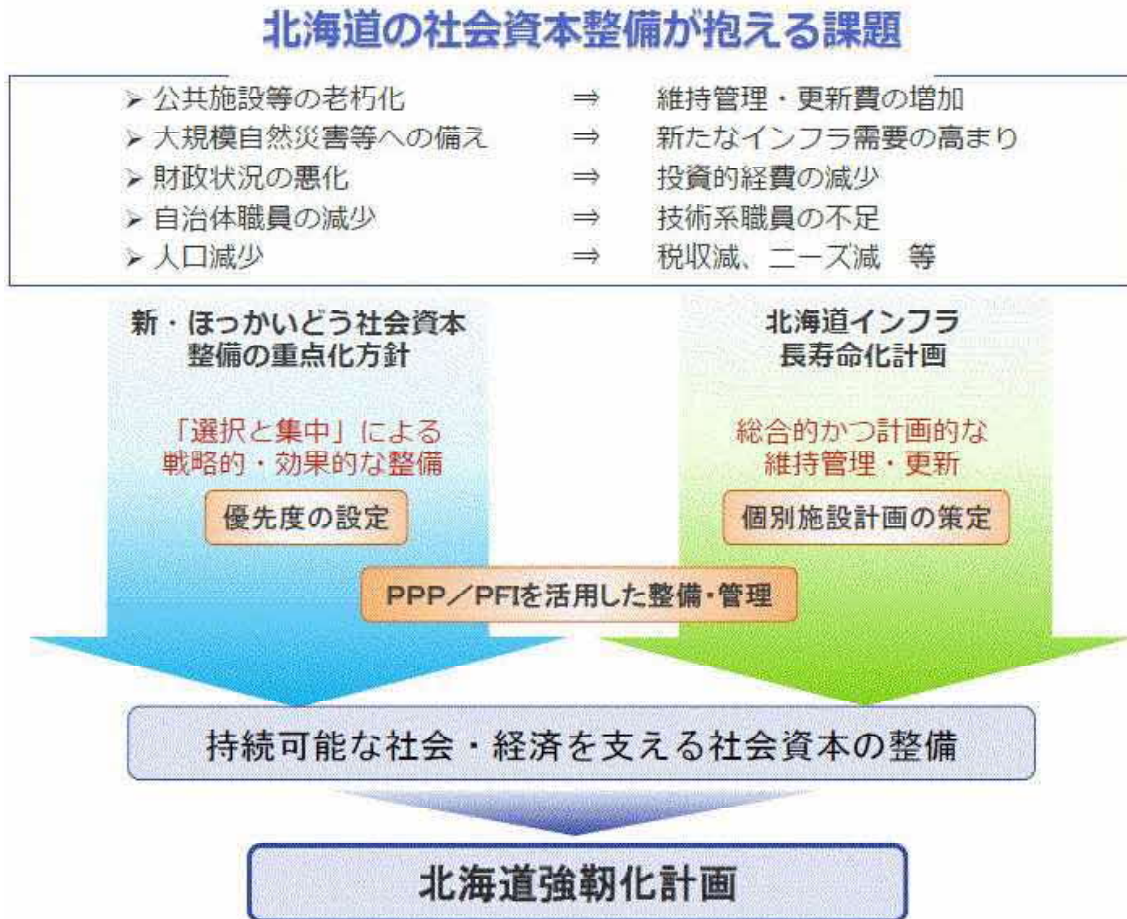 北海道の社会資本整備が抱える課題
➢ 公共施設等の老朽化 ⇒ 維持管理・更新費の増加
➢ 大規模自然災害等への備え ⇒ 新たなインフラ需要の高まり
➢ 財政状況の悪化 ⇒ 投資的経費の減少
➢ 自治体職員の減少 ⇒ 技術系職員の不足
➢ 人口減少 ⇒ 税収減、ニーズ減　等
新・ほっかいどう社会資本
整備の重点化方針
「選択と集中」による
戦略的・効果的な整備
優先度の設定
北海道インフラ
長寿命化計画
総合的かつ計画的な
維持管理・更新
個別施設計画の策定
PPP／PFIを活用した整備・管理
持続可能な社会・経済を支える社会資本の整備
北海道強靱化計画